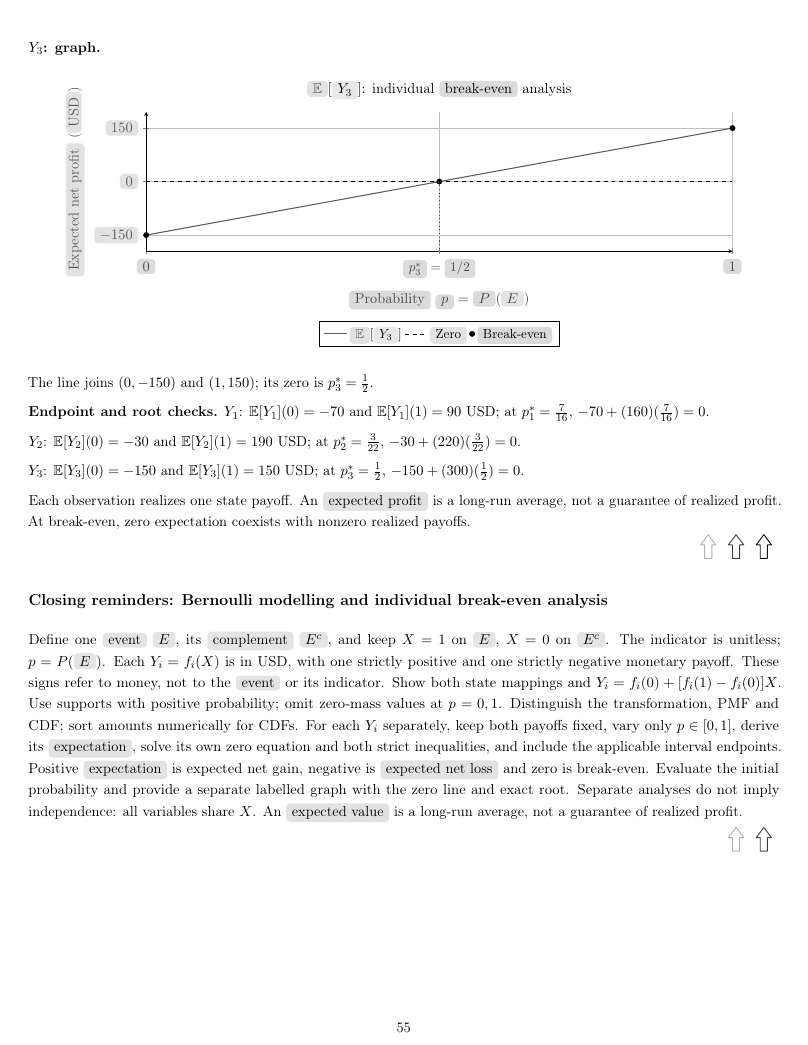 Y₃: graph.
𝔼[Y₃]: individual break-even analysis
Expected net profit (USD)
150
0
−150
0
p₃* = 1/2
1
Probability p = P(E)
𝔼[Y₃] Zero Break-even
The line joins (0, −150) and (1, 150); its zero is p₃* = 1/2.
Endpoint and root checks. Y₁: 𝔼[Y₁](0) = −70 and 𝔼[Y₁](1) = 90 USD; at p₁* = 7/16, −70 + (160)(7/16) = 0.
Y₂: 𝔼[Y₂](0) = −30 and 𝔼[Y₂](1) = 190 USD; at p₂* = 3/22, −30 + (220)(3/22) = 0.
Y₃: 𝔼[Y₃](0) = −150 and 𝔼[Y₃](1) = 150 USD; at p₃* = 1/2, −150 + (300)(1/2) = 0.
Each observation realizes one state payoff. An expected profit is a long-run average, not a guarantee of realized profit.
At break-even, zero expectation coexists with nonzero realized payoffs.
Closing reminders: Bernoulli modelling and individual break-even analysis
Define one event E, its complement Eᶜ, and keep X = 1 on E, X = 0 on Eᶜ. The indicator is unitless;
p = P(E). Each Yᵢ = fᵢ(X) is in USD, with one strictly positive and one strictly negative monetary payoff. These
signs refer to money, not to the event or its indicator. Show both state mappings and Yᵢ = fᵢ(0) + [fᵢ(1) − fᵢ(0)]X.
Use supports with positive probability; omit zero-mass values at p = 0, 1. Distinguish the transformation, PMF and
CDF; sort amounts numerically for CDFs. For each Yᵢ separately, keep both payoffs fixed, vary only p ∈ [0, 1], derive
its expectation, solve its own zero equation and both strict inequalities, and include the applicable interval endpoints.
Positive expectation is expected net gain, negative is expected net loss and zero is break-even. Evaluate the initial
probability and provide a separate labelled graph with the zero line and exact root. Separate analyses do not imply
independence: all variables share X. An expected value is a long-run average, not a guarantee of realized profit.
55